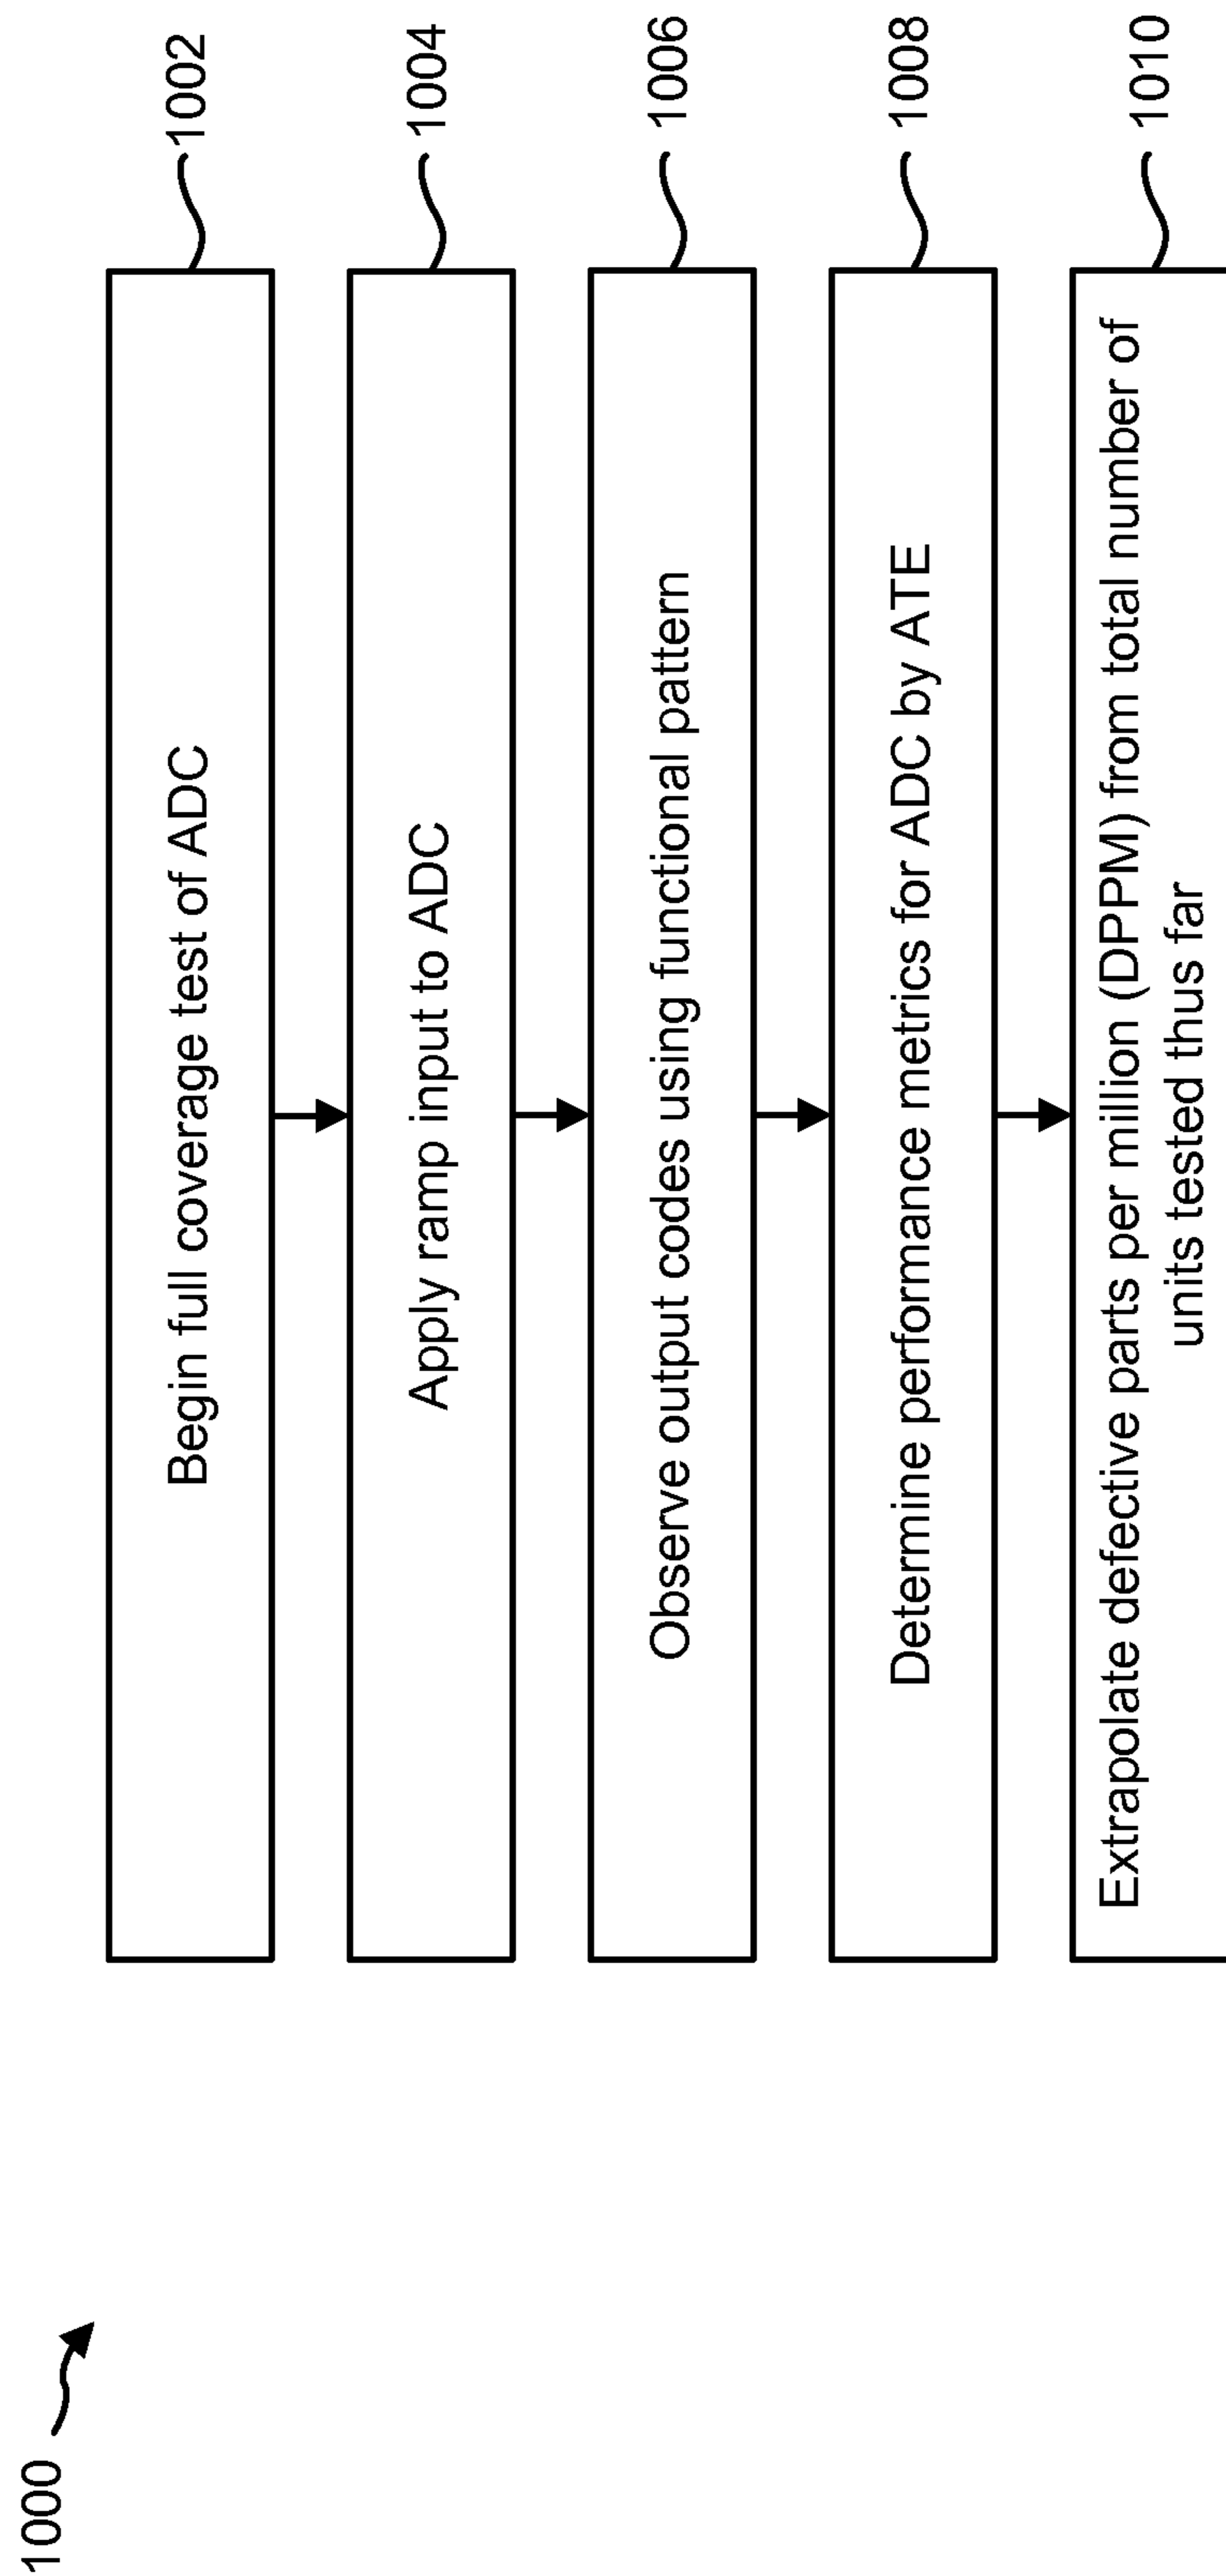 1000
Begin full coverage test of ADC
1002
Apply ramp input to ADC
1004
Observe output codes using functional pattern
1006
Determine performance metrics for ADC by ATE
1008
Extrapolate defective parts per million (DPPM) from total number of
units tested thus far
1010